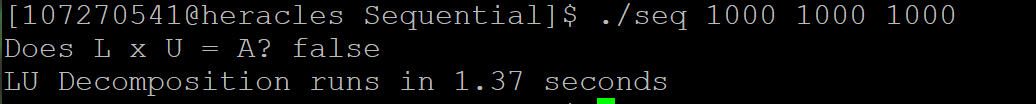 [107270541@heracles Sequential]$ ./seq 1000 1000 1000
Does L x U = A? false
LU Decomposition runs in 1.37 seconds